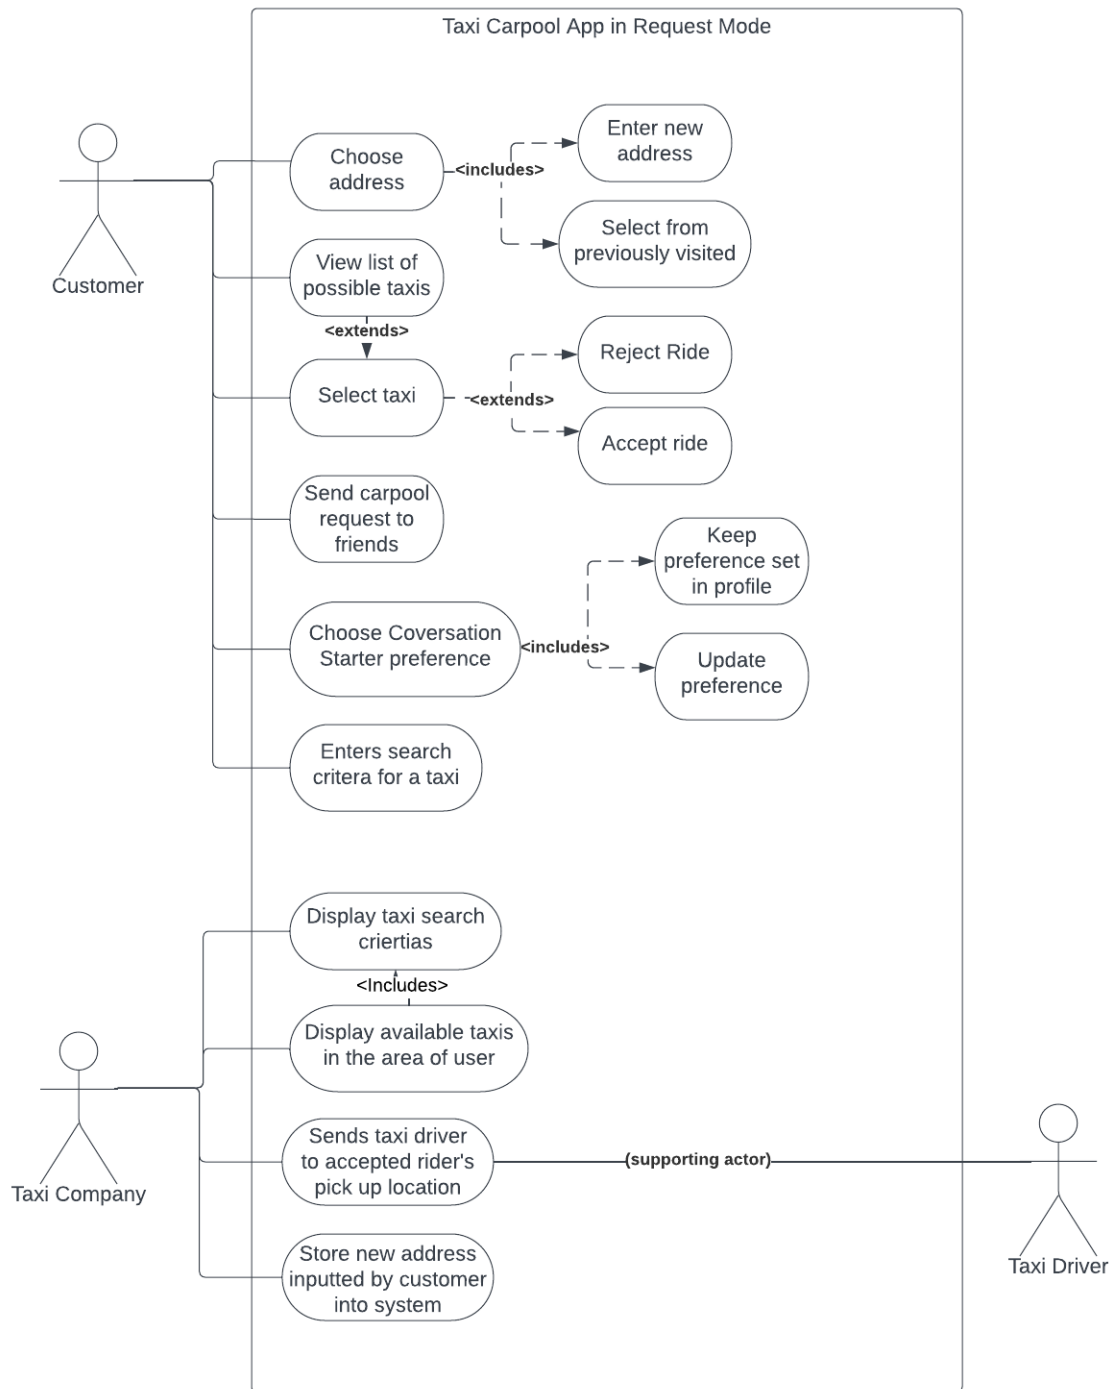 Taxi Carpool App in Request Mode
Customer
Choose
address
<includes>
Enter new
address
Select from
previously visited
View list of
possible taxis
<extends>
Select taxi
<extends>
Reject Ride
Accept ride
Send carpool
request to
friends
Choose Coversation
Starter preference
<includes>
Keep
preference set
in profile
Update
preference
Enters search
critera for a taxi
Taxi Company
Display taxi search
criertias
<Includes>
Display available taxis
in the area of user
Sends taxi driver
to accepted rider's
pick up location
(supporting actor)
Taxi Driver
Store new address
inputted by customer
into system